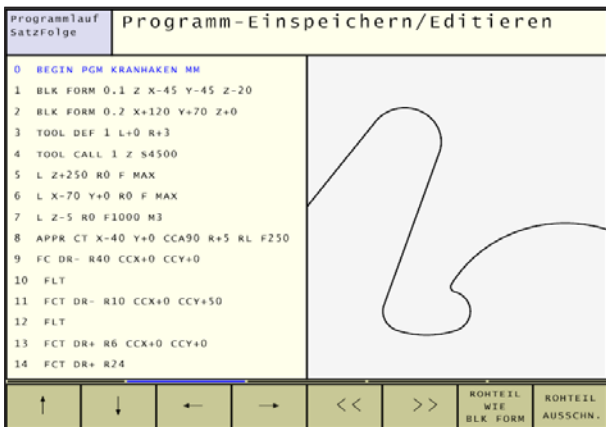 Programmlauf
SatzFolge
Programm-Einspeichern/Editieren
0 BEGIN PGM KRANHAKEN MM
1 BLK FORM 0.1 Z X-45 Y-45 Z-20
2 BLK FORM 0.2 X+120 Y+70 Z+0
3 TOOL DEF 1 L+0 R+3
4 TOOL CALL 1 Z S4500
5 L Z+250 R0 F MAX
6 L X-70 Y+0 R0 F MAX
7 L Z-5 R0 F1000 M3
8 APPR CT X-40 Y+0 CCA90 R+5 RL F250
9 FC DR- R40 CCX+0 CCY+0
10 FLT
11 FCT DR- R10 CCX+0 CCY+50
12 FLT
13 FCT DR+ R6 CCX+0 CCY+0
14 FCT DR+ R24
↑ ↓ ← → << >>
ROHTEIL
WIE
BLK FORM
ROHTEIL
AUSSCHN.